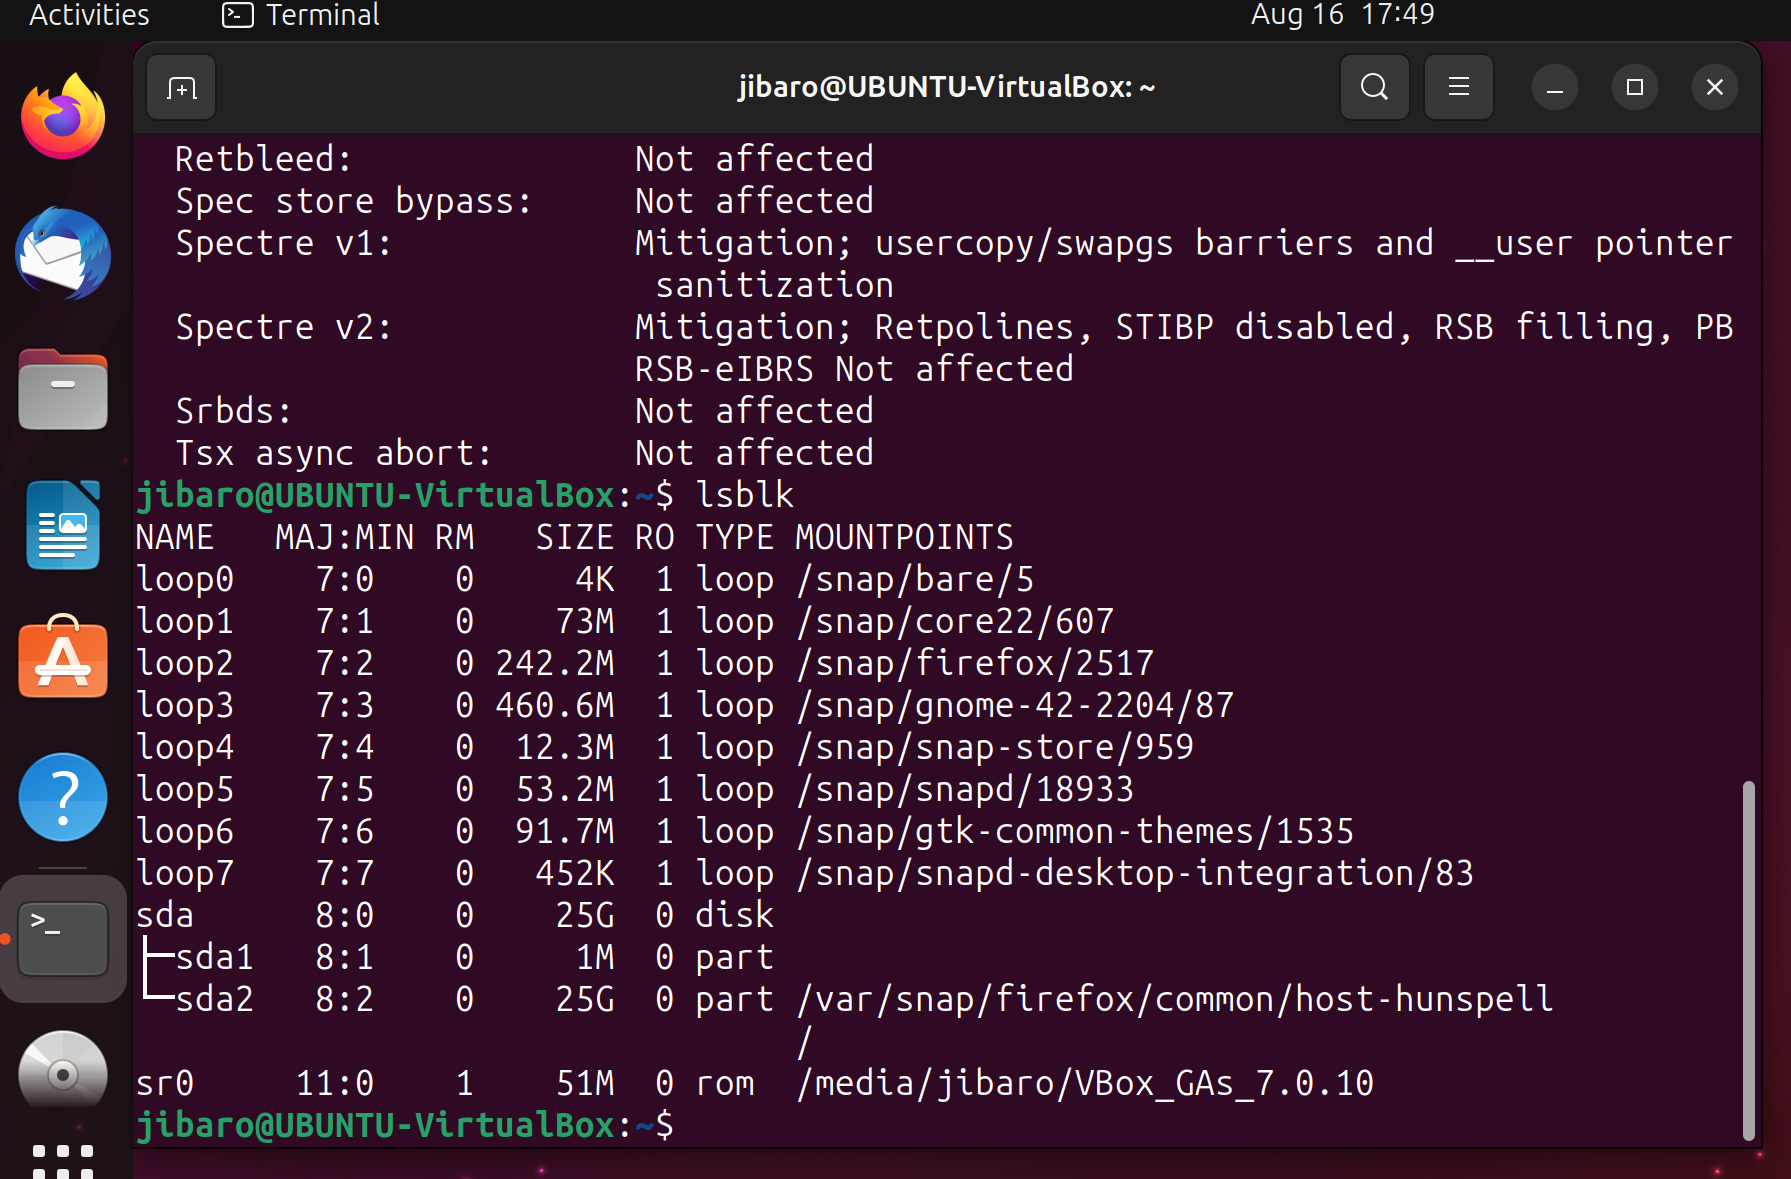 Activities Terminal Aug 16 17:49
jibaro@UBUNTU-VirtualBox: ~
Retbleed: Not affected
Spec store bypass: Not affected
Spectre v1: Mitigation; usercopy/swapgs barriers and __user pointer
sanitization
Spectre v2: Mitigation; Retpolines, STIBP disabled, RSB filling, PB
RSB-eIBRS Not affected
Srbds: Not affected
Tsx async abort: Not affected
jibaro@UBUNTU-VirtualBox:~$ lsblk
NAME MAJ:MIN RM SIZE RO TYPE MOUNTPOINTS
loop0 7:0 0 4K 1 loop /snap/bare/5
loop1 7:1 0 73M 1 loop /snap/core22/607
loop2 7:2 0 242.2M 1 loop /snap/firefox/2517
loop3 7:3 0 460.6M 1 loop /snap/gnome-42-2204/87
loop4 7:4 0 12.3M 1 loop /snap/snap-store/959
loop5 7:5 0 53.2M 1 loop /snap/snapd/18933
loop6 7:6 0 91.7M 1 loop /snap/gtk-common-themes/1535
loop7 7:7 0 452K 1 loop /snap/snapd-desktop-integration/83
sda 8:0 0 25G 0 disk
├─sda1 8:1 0 1M 0 part
└─sda2 8:2 0 25G 0 part /var/snap/firefox/common/host-hunspell
/
sr0 11:0 1 51M 0 rom /media/jibaro/VBox_GAs_7.0.10
jibaro@UBUNTU-VirtualBox:~$